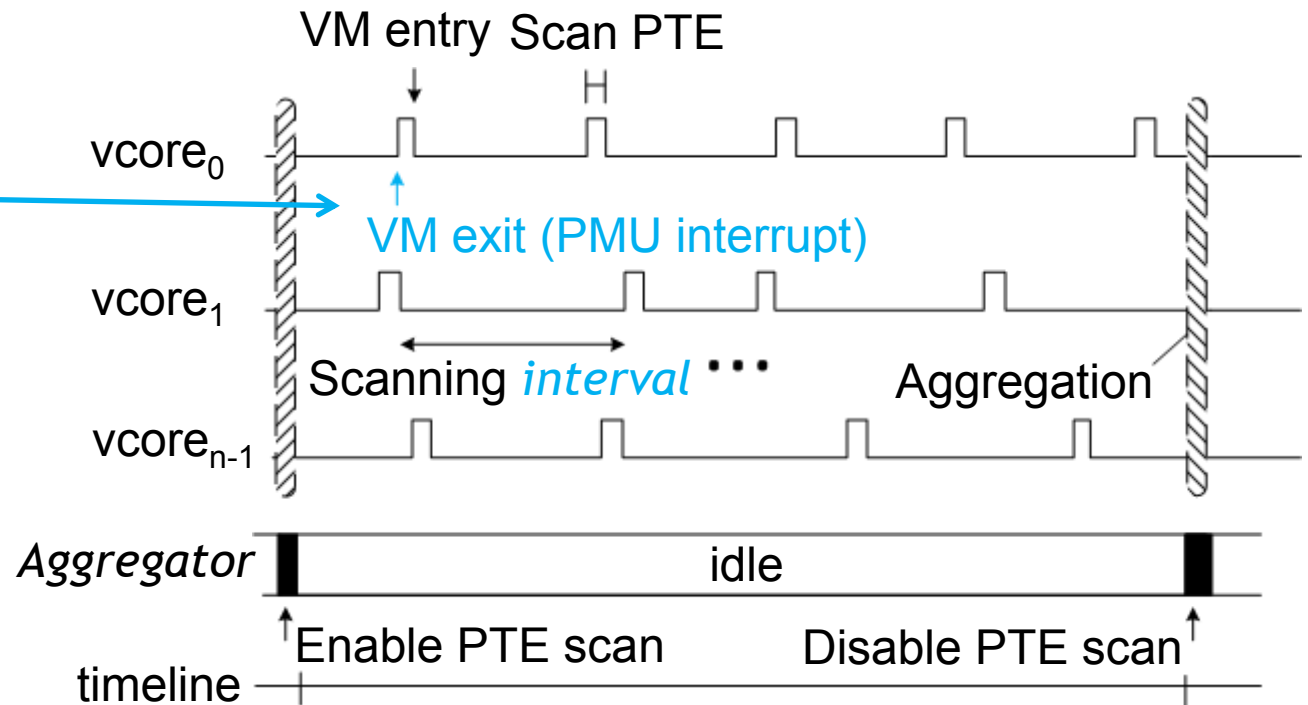 VM entry Scan PTE
vcore0
VM exit (PMU interrupt)
vcore1
Scanning interval ••• Aggregation
vcoren-1
Aggregator idle
Enable PTE scan Disable PTE scan
timeline